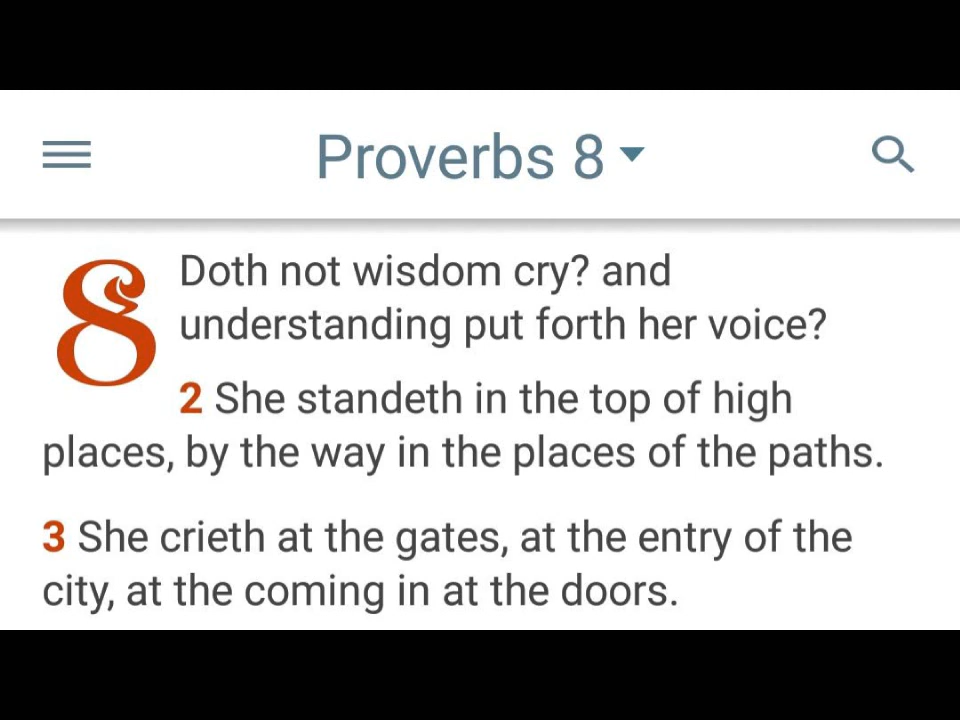 Proverbs 8
8 Doth not wisdom cry? and
understanding put forth her voice?
2 She standeth in the top of high
places, by the way in the places of the paths.
3 She crieth at the gates, at the entry of the
city, at the coming in at the doors.